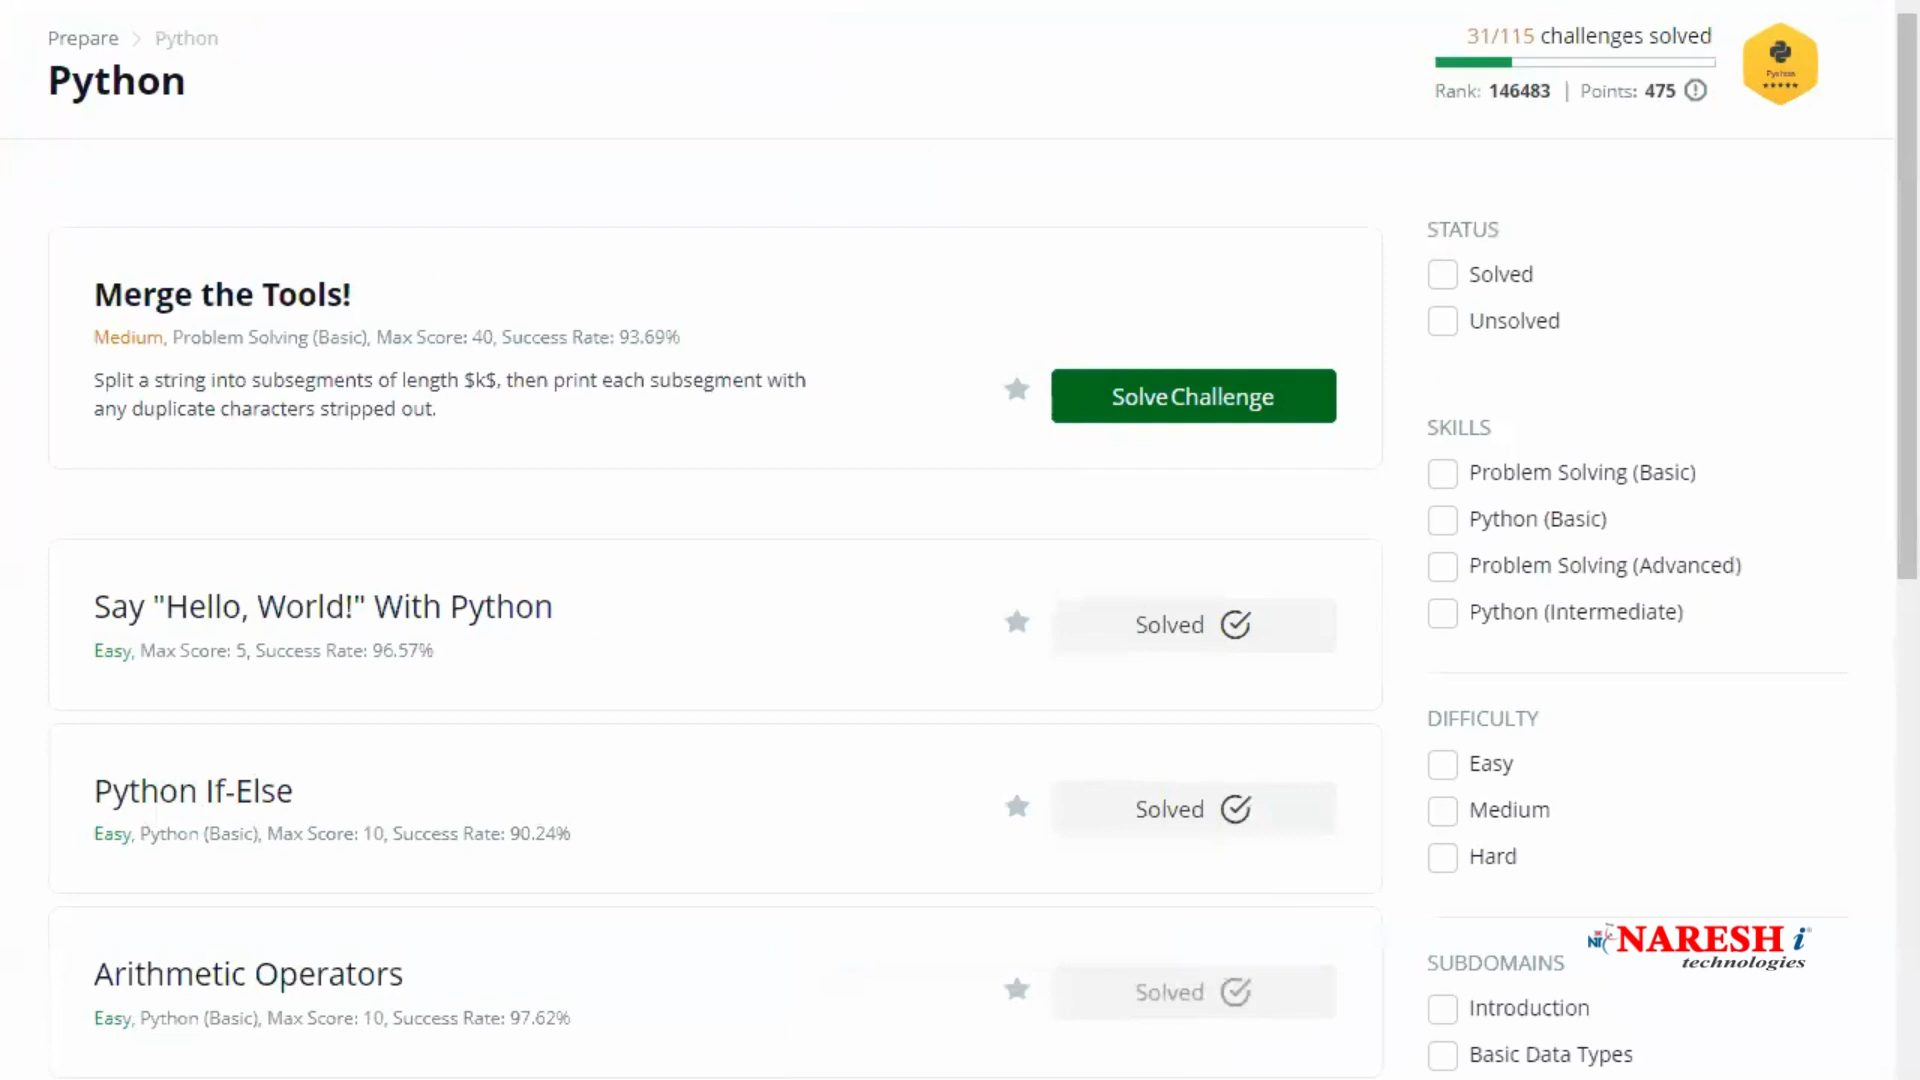 Prepare > Python
Python
31/115 challenges solved
Rank: 146483 | Points: 475
Python
Merge the Tools!
Medium, Problem Solving (Basic), Max Score: 40, Success Rate: 93.69%
Split a string into subsegments of length $k$, then print each subsegment with
any duplicate characters stripped out.
Solve Challenge
Say "Hello, World!" With Python
Easy, Max Score: 5, Success Rate: 96.57%
Solved
Python If-Else
Easy, Python (Basic), Max Score: 10, Success Rate: 90.24%
Solved
Arithmetic Operators
Easy, Python (Basic), Max Score: 10, Success Rate: 97.62%
Solved
STATUS
Solved
Unsolved
SKILLS
Problem Solving (Basic)
Python (Basic)
Problem Solving (Advanced)
Python (Intermediate)
DIFFICULTY
Easy
Medium
Hard
NARESH i
technologies
SUBDOMAINS
Introduction
Basic Data Types